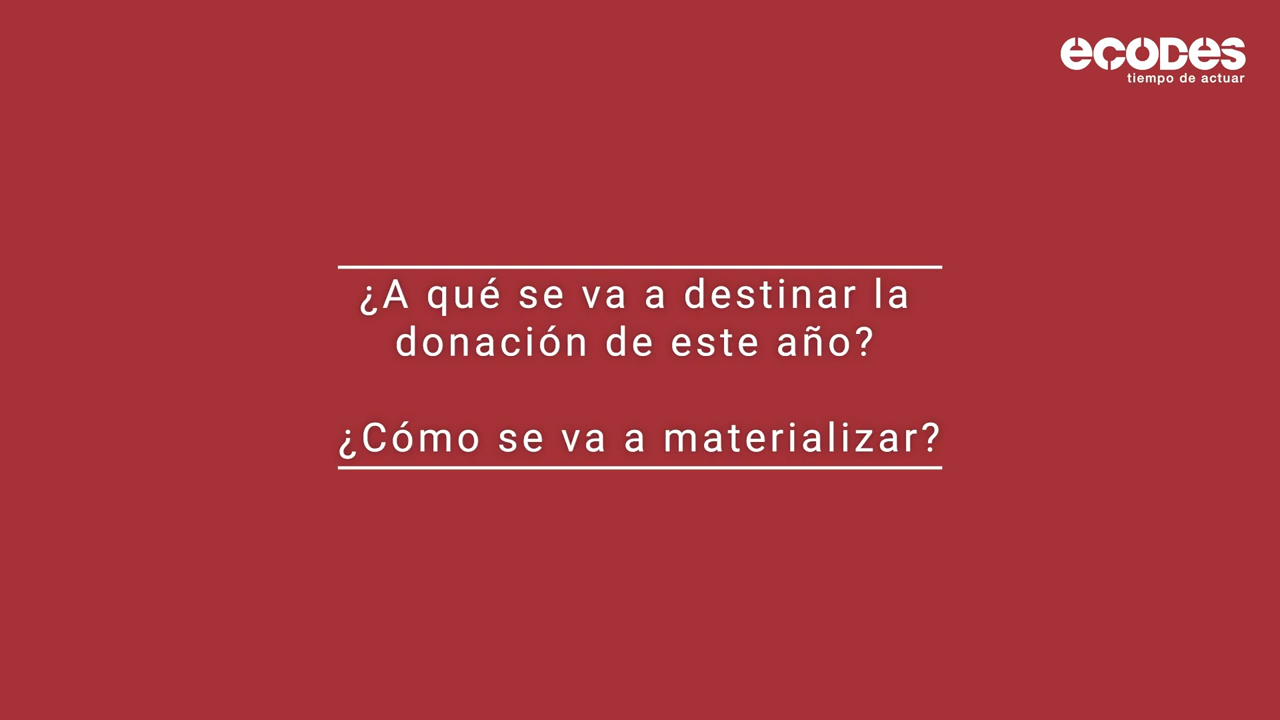 ecodes
tiempo de actuar
¿A qué se va a destinar la
donación de este año?
¿Cómo se va a materializar?